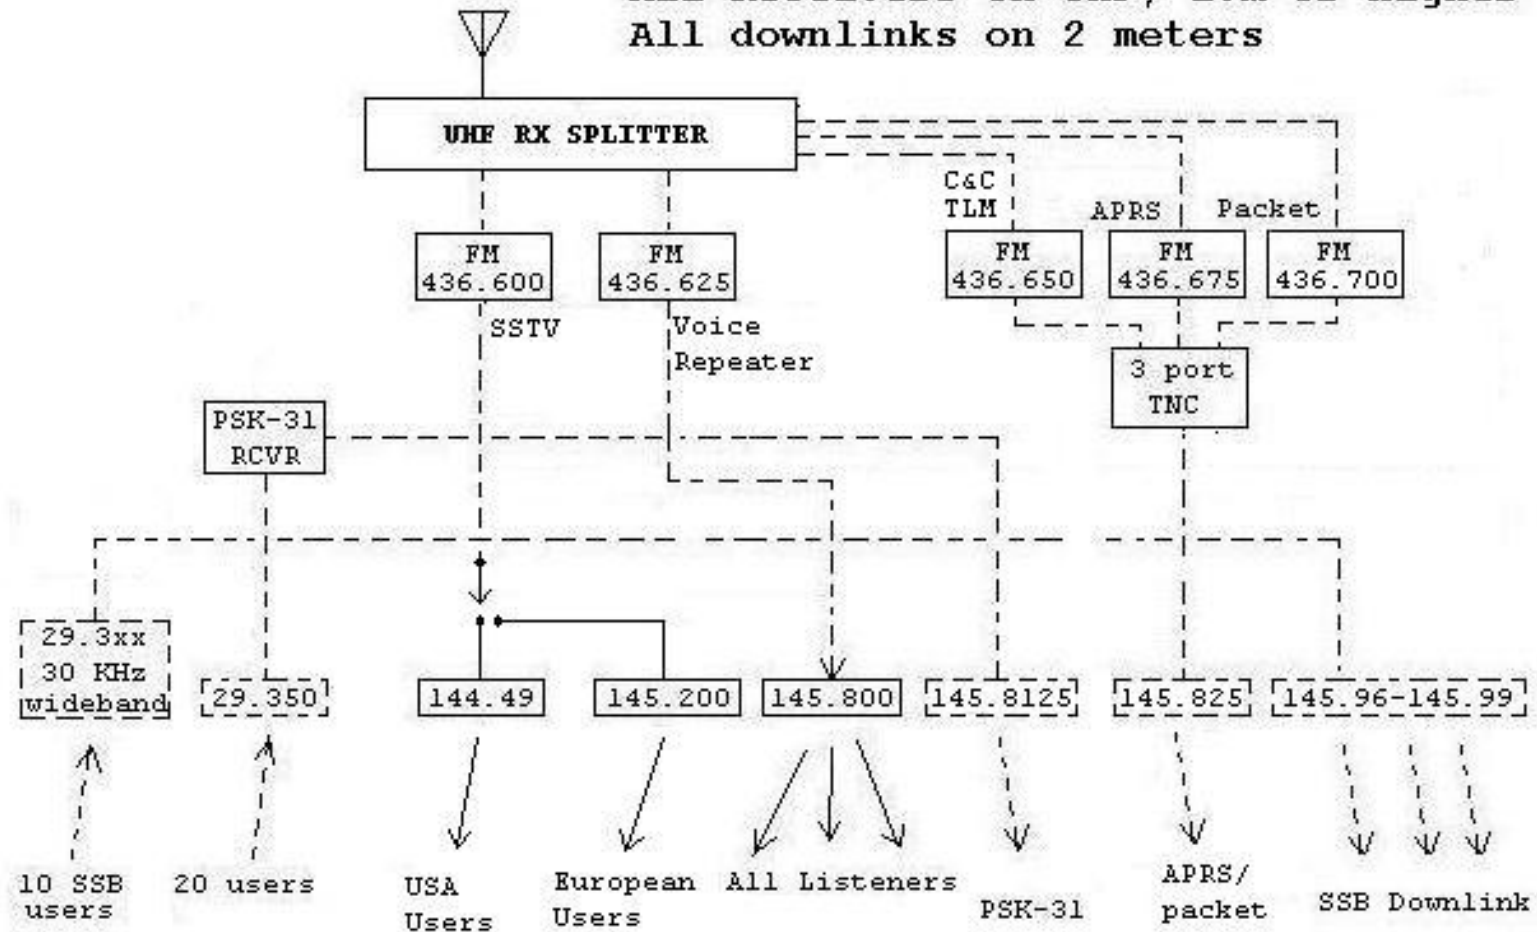 All downlinks on 2 meters
UHF RX SPLITTER
C&C
TLM
APRS
Packet
FM
436.600
FM
436.625
FM
436.650
FM
436.675
FM
436.700
SSTV
Voice
Repeater
3 port
TNC
PSK-31
RCVR
29.3xx
30 KHz
wideband
29.350
144.49
145.200
145.800
145.8125
145.825
145.96-145.99
10 SSB
users
20 users
USA
Users
European
Users
All Listeners
PSK-31
APRS/
packet
SSB Downlink